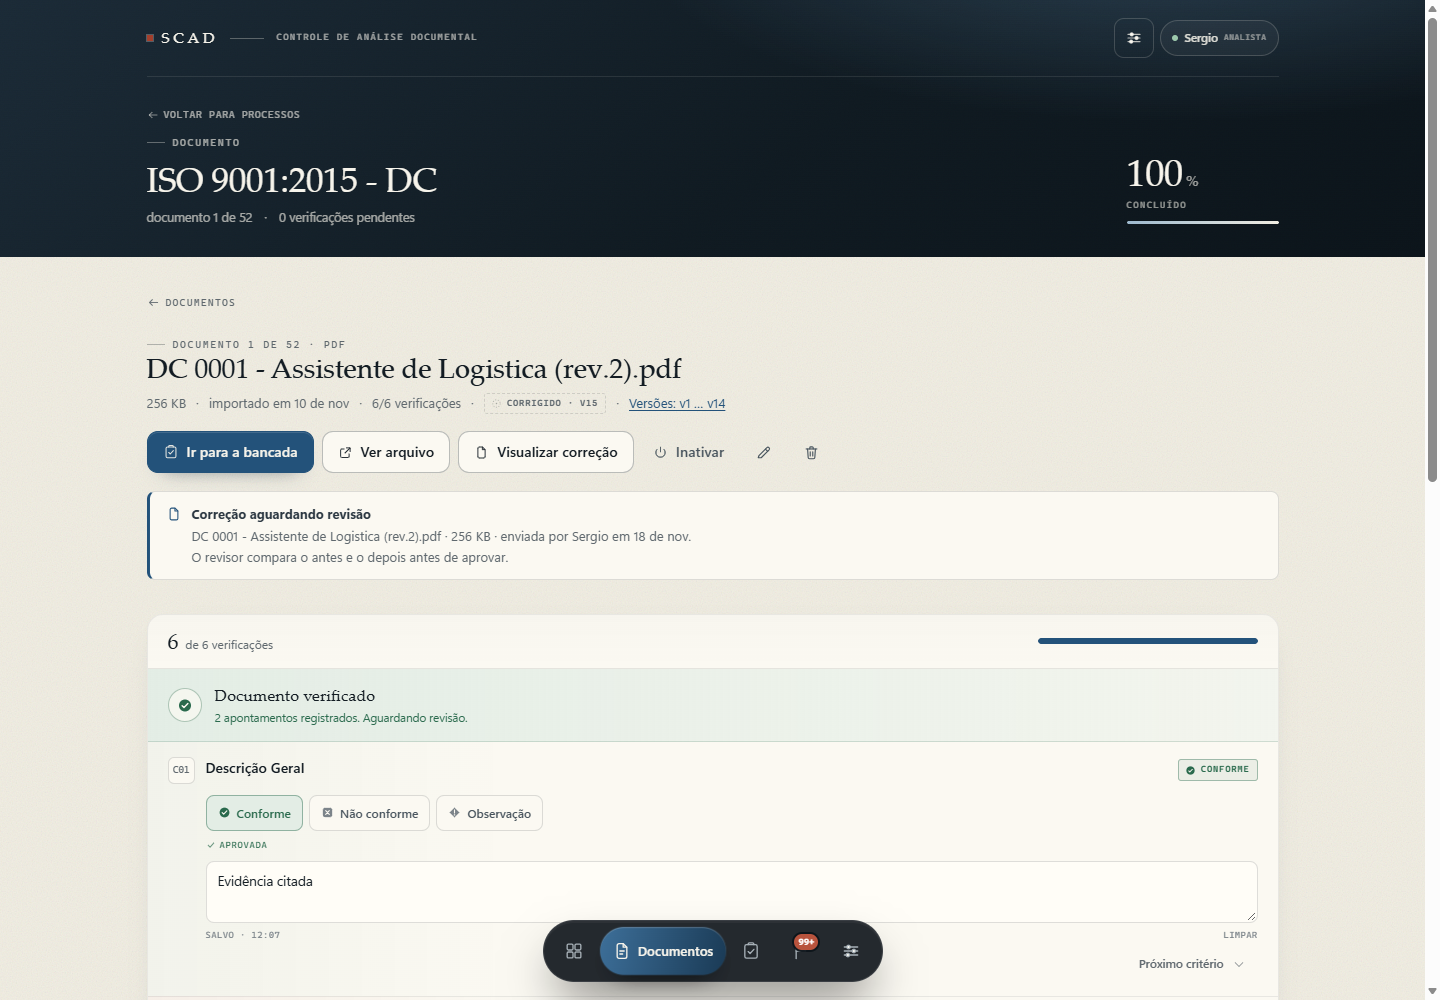 SCAD
CONTROLE DE ANÁLISE DOCUMENTAL
Sergio ANALISTA
← VOLTAR PARA PROCESSOS
DOCUMENTO
ISO 9001:2015 - DC
documento 1 de 52 · 0 verificações pendentes
100 %
CONCLUÍDO
← DOCUMENTOS
DOCUMENTO 1 DE 52 · PDF
DC 0001 - Assistente de Logistica (rev.2).pdf
256 KB · importado em 10 de nov · 6/6 verificações · CORRIGIDO · V15 · Versões: v1 ... v14
Ir para a bancada
Ver arquivo
Visualizar correção
Inativar
Correção aguardando revisão
DC 0001 - Assistente de Logistica (rev.2).pdf · 256 KB · enviada por Sergio em 18 de nov.
O revisor compara o antes e o depois antes de aprovar.
6 de 6 verificações
Documento verificado
2 apontamentos registrados. Aguardando revisão.
C01
Descrição Geral
CONFORME
Conforme
Não conforme
Observação
APROVADA
Evidência citada
SALVO · 12:07
LIMPAR
Próximo critério
Documentos
99+